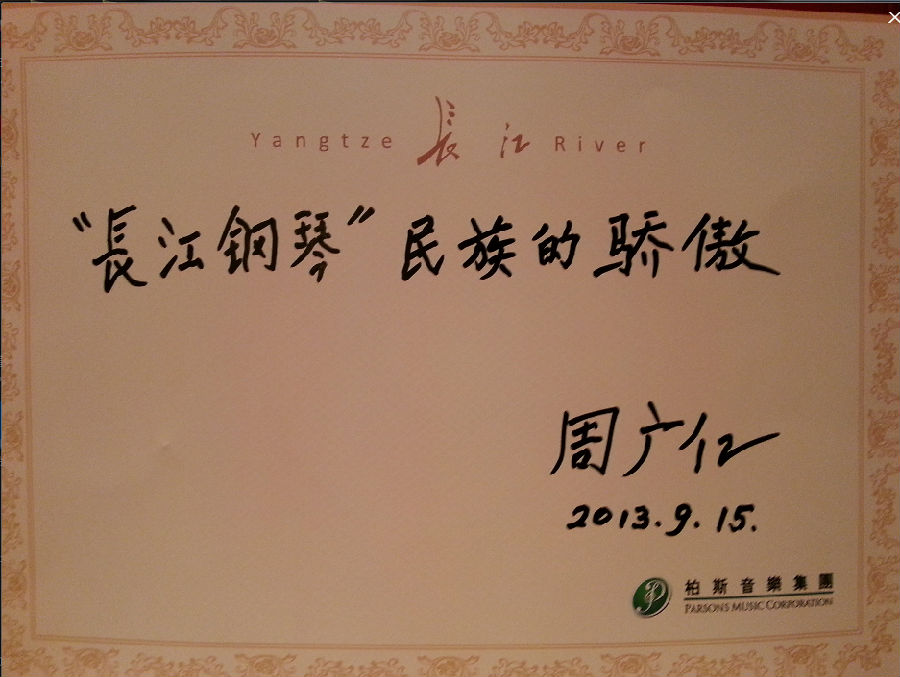 Yangtze 長江 River
“長江钢琴”民族的骄傲
周广仁
2013.9.15.
柏斯音樂集團
PARSONS MUSIC CORPORATION